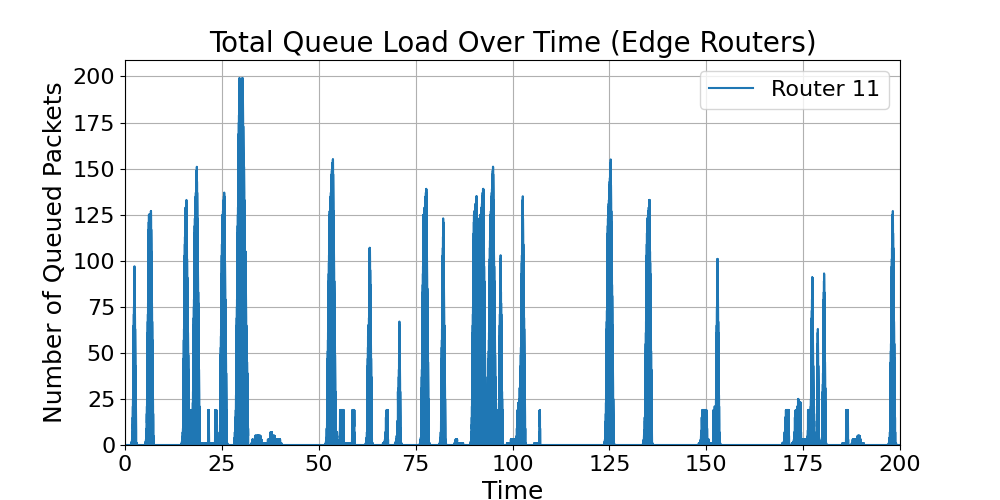 Total Queue Load Over Time (Edge Routers)
Number of Queued Packets
200
175
150
125
100
75
50
25
0
Router 11
0 25 50 75 100 125 150 175 200
Time